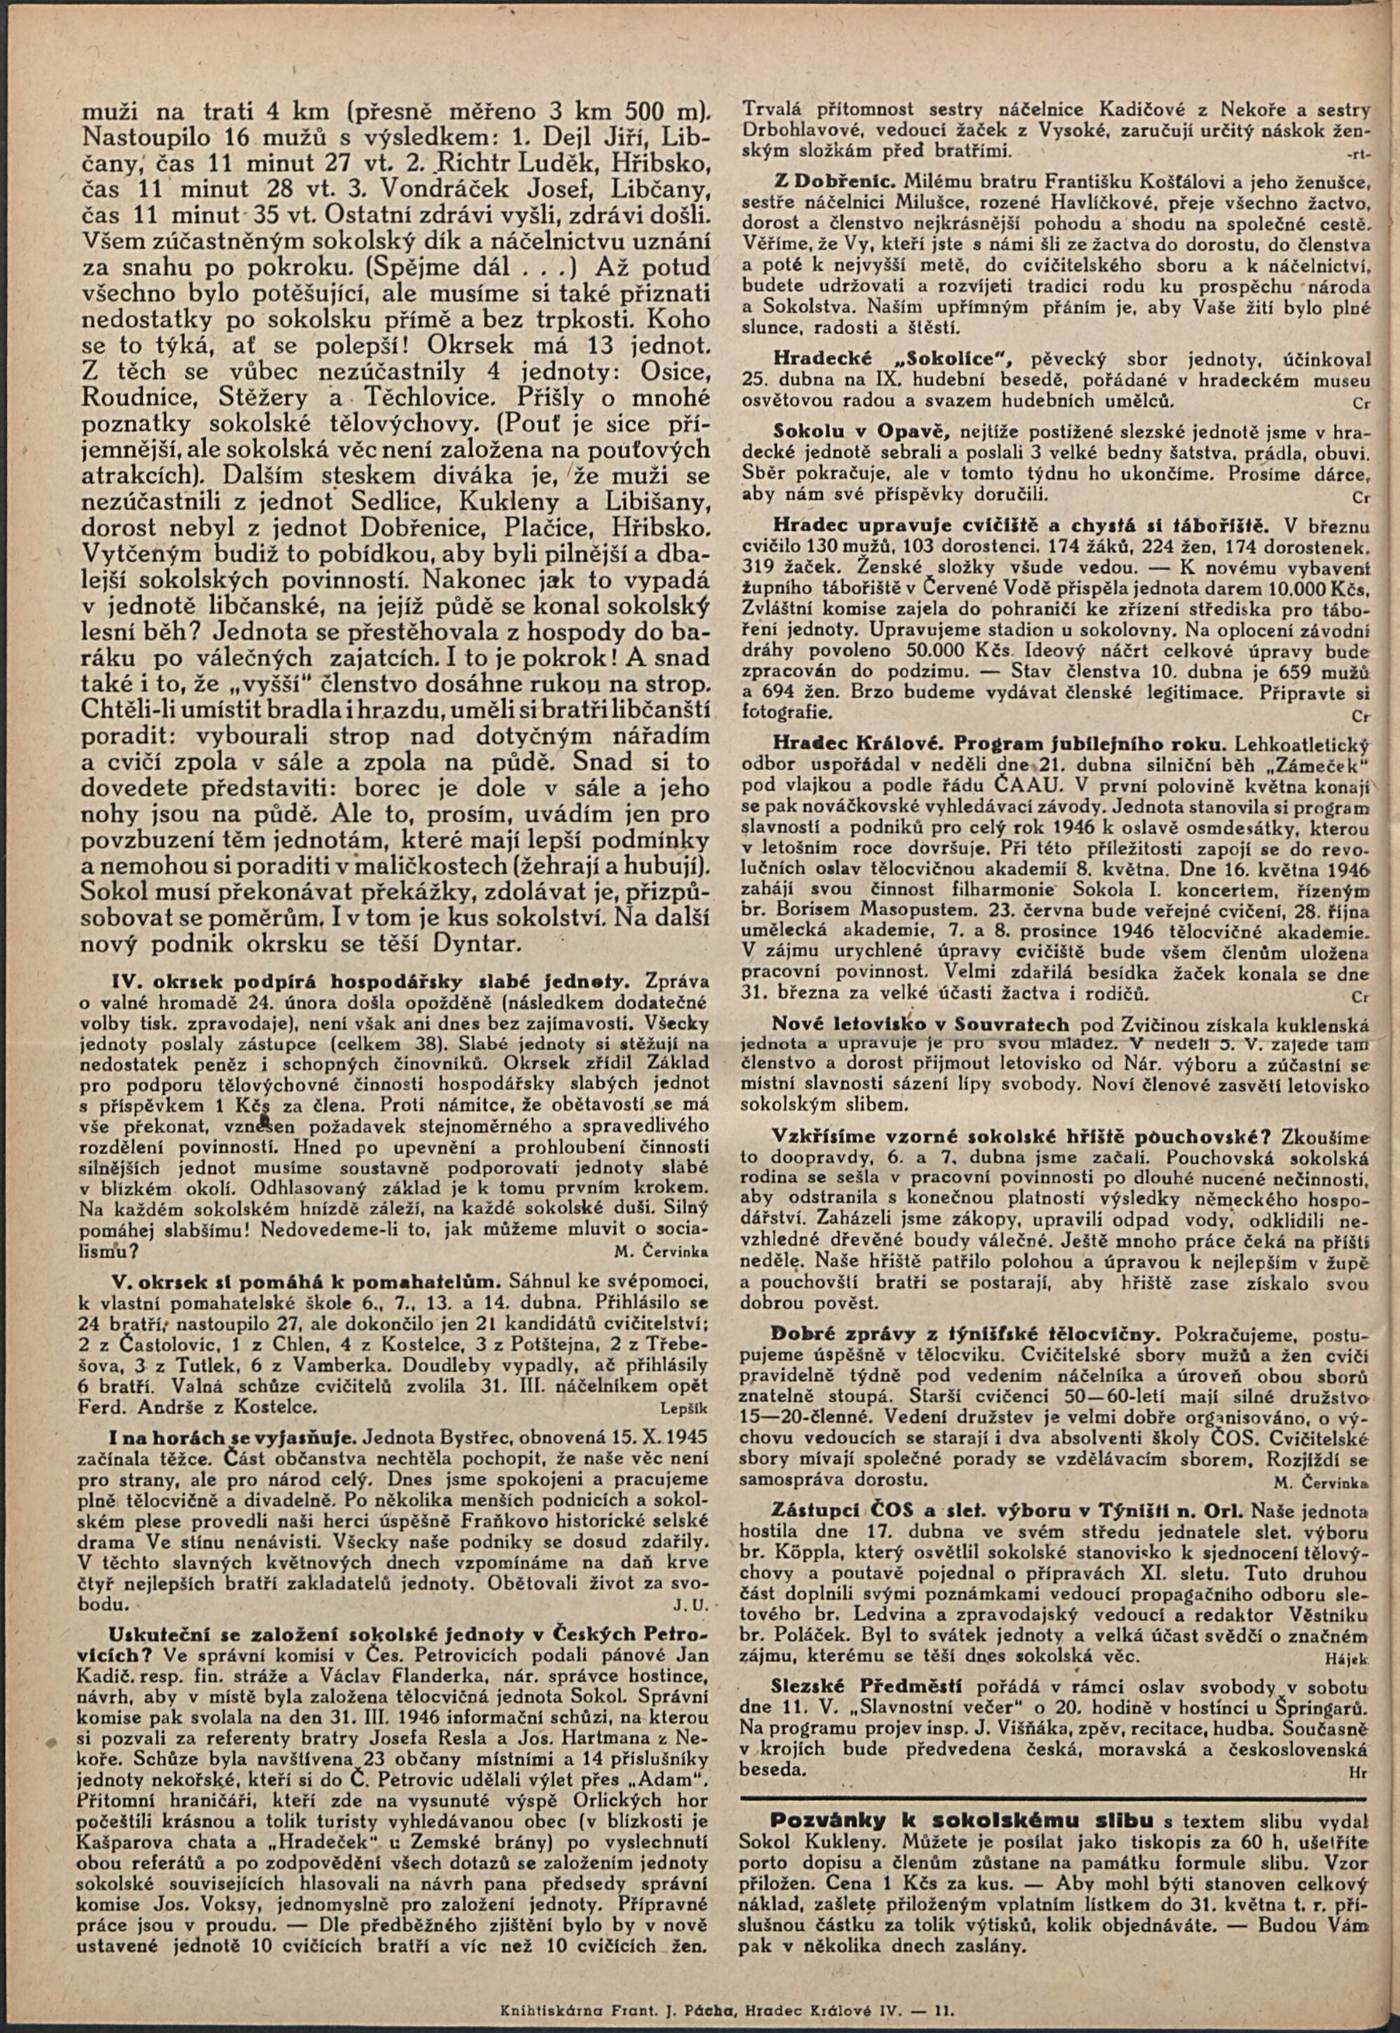 muži na trati 4 km (přesně měřeno 3 km 500 m).
Nastoupilo 16 mužů s výsledkem: 1. Dejl Jiří, Lib-
čany, čas 11 minut 27 vt. 2. Richtr Luděk, Hřibsko,
čas 11 minut 28 vt. 3. Vondráček Josef, Libčany,
čas 11 minut 35 vt. Ostatní zdrávi vyšli, zdrávi došli.
Všem zúčastněným sokolský dík a náčelnictvu uznání
za snahu po pokroku. (Spějme dál . . .) Až potud
všechno bylo potěšující, ale musíme si také přiznati
nedostatky po sokolsku přímě a bez trpkosti. Koho
se to týká, ať se polepší! Okrsek má 13 jednot.
Z těch se vůbec nezúčastnily 4 jednoty: Osice,
Roudnice, Stěžery a Těchlovice. Přišly o mnohé
poznatky sokolské tělovýchovy. (Pouť je sice pří-
jemnější, ale sokolská věc není založena na pouťových
atrakcích). Dalším steskem diváka je, že muži se
nezúčastnili z jednot Sedlice, Kukleny a Libišany,
dorost nebyl z jednot Dobřenice, Plačice, Hřibsko.
Vytčeným budiž to pobídkou, aby byli pilnější a dba-
lejší sokolských povinností. Nakonec jak to vypadá
v jednotě libčanské, na jejíž půdě se konal sokolský
lesní běh? Jednota se přestěhovala z hospody do ba-
ráku po válečných zajatcích. I to je pokrok! A snad
také i to, že „vyšší" členstvo dosáhne rukou na strop.
Chtěli-li umístit bradla i hrazdu, uměli si bratři libčanští
poradit: vybourali strop nad dotyčným nářadím
a cvičí zpola v sále a zpola na půdě. Snad si to
dovedete představiti: borec je dole v sále a jeho
nohy jsou na půdě. Ale to, prosím, uvádím jen pro
povzbuzení těm jednotám, které mají lepší podmínky
a nemohou si poraditi v maličkostech (žehrají a hubují).
Sokol musí překonávat překážky, zdolávat je, přizpů-
sobovat se poměrům. I v tom je kus sokolství. Na další
nový podnik okrsku se těší Dyntar.
IV. okrsek podpírá hospodářsky slabé jednoty. Zpráva
o valné hromadě 24. února došla opožděně (následkem dodatečné
volby tisk. zpravodaje), není však ani dnes bez zajímavosti. Všecky
jednoty poslaly zástupce (celkem 38). Slabé jednoty si stěžují na
nedostatek peněz i schopných činovníků. Okrsek zřídil Základ
pro podporu tělovýchovné činnosti hospodářsky slabých jednot
s příspěvkem 1 Kčs za člena. Proti námitce, že obětavostí se má
vše překonat, vznesen požadavek stejnoměrného a spravedlivého
rozdělení povinností. Hned po upevnění a prohloubení činnosti
silnějších jednot musíme soustavně podporovati jednoty slabé
v blízkém okolí. Odhlasovaný základ je k tomu prvním krokem.
Na každém sokolském hnízdě záleží, na každé sokolské duši. Silný
pomáhej slabšímu! Nedovedeme-li to, jak můžeme mluvit o socia-
lismu? M. Červinka
V. okrsek si pomáhá k pomahatelům. Sáhnul ke svépomoci,
k vlastní pomahatelské škole 6., 7., 13. a 14. dubna. Přihlásilo se
24 bratří, nastoupilo 27, ale dokončilo jen 21 kandidátů cvičitelství;
2 z Častolovic, 1 z Chlen, 4 z Kostelce, 3 z Potštejna, 2 z Třebe-
šova, 3 z Tutlek, 6 z Vamberka. Doudleby vypadly, ač přihlásily
6 bratří. Valná schůze cvičitelů zvolila 31. III. náčelníkem opět
Ferd. Andrše z Kostelce. Lepšík
I na horách se vyjasňuje. Jednota Bystřec, obnovená 15. X. 1945
začínala těžce. Část občanstva nechtěla pochopit, že naše věc není
pro strany, ale pro národ celý. Dnes jsme spokojeni a pracujeme
plně tělocvičně a divadelně. Po několika menších podnicích a sokol-
ském plese provedli naši herci úspěšně Fraňkovo historické selské
drama Ve stínu nenávisti. Všecky naše podniky se dosud zdařily.
V těchto slavných květnových dnech vzpomínáme na daň krve
čtyř nejlepších bratří zakladatelů jednoty. Obětovali život za svo-
bodu. J. U.
Uskuteční se založení sokolské jednoty v Českých Petro-
vicích? Ve správní komisi v Čes. Petrovicích podali pánové Jan
Kadič. resp. fin. stráže a Václav Flanderka, nár. správce hostince,
návrh, aby v místě byla založena tělocvičná jednota Sokol. Správní
komise pak svolala na den 31. III. 1946 informační schůzi, na kterou
si pozvali za referenty bratry Josefa Resla a Jos. Hartmana z Ne-
koře. Schůze byla navštívena 23 občany místními a 14 příslušníky
jednoty nekořské, kteří si do Č. Petrovic udělali výlet přes „Adam".
Přítomní hraničáři, kteří zde na vysunuté výspě Orlických hor
počeštili krásnou a tolik turisty vyhledávanou obec (v blízkosti je
Kašparova chata a „Hradeček" u Zemské brány) po vyslechnutí
obou referátů a po zodpovědění všech dotazů se založením jednoty
sokolské souvisejících hlasovali na návrh pana předsedy správní
komise Jos. Voksy, jednomyslně pro založení jednoty. Přípravné
práce jsou v proudu. — Dle předběžného zjištění bylo by v nově
ustavené jednotě 10 cvičících bratří a víc než 10 cvičících žen.
Trvalá přítomnost sestry náčelnice Kadičové z Nekoře a sestry
Drbohlavové, vedoucí žaček z Vysoké, zaručují určitý náskok žen-
ským složkám před bratřími. -rt-
Z Dobřenic. Milému bratru Františku Košťálovi a jeho ženušce,
sestře náčelnici Milušce, rozené Havlíčkové, přeje všechno žactvo,
dorost a členstvo nejkrásnější pohodu a shodu na společné cestě.
Věříme, že Vy, kteří jste s námi šli ze žactva do dorostu, do členstva
a poté k nejvyšší metě, do cvičitelského sboru a k náčelnictví,
budete udržovati a rozvíjeti tradici rodu ku prospěchu národa
a Sokolstva. Naším upřímným přáním je, aby Vaše žití bylo plné
slunce, radosti a štěstí.
Hradecké „Sokolice", pěvecký sbor jednoty, účinkoval
25. dubna na IX. hudební besedě, pořádané v hradeckém museu
osvětovou radou a svazem hudebních umělců. Cr
Sokolu v Opavě, nejtíže postižené slezské jednotě jsme v hra-
decké jednotě sebrali a poslali 3 velké bedny šatstva, prádla, obuvi.
Sběr pokračuje, ale v tomto týdnu ho ukončíme. Prosíme dárce,
aby nám své příspěvky doručili. Cr
Hradec upravuje cvičiště a chystá si tábořiště. V březnu
cvičilo 130 mužů, 103 dorostenci, 174 žáků, 224 žen, 174 dorostenek,
319 žaček. Ženské složky všude vedou. — K novému vybavení
župního tábořiště v Červené Vodě přispěla jednota darem 10.000 Kčs,
Zvláštní komise zajela do pohraničí ke zřízení střediska pro tábo-
ření jednoty. Upravujeme stadion u sokolovny. Na oplocení závodní
dráhy povoleno 50.000 Kčs. Ideový náčrt celkové úpravy bude
zpracován do podzimu. — Stav členstva 10. dubna je 659 mužů
a 694 žen. Brzo budeme vydávat členské legitimace. Připravte si
fotografie. Cr
Hradec Králové. Program jubilejního roku. Lehkoatletický
odbor uspořádal v neděli dne 21. dubna silniční běh „Zámeček"
pod vlajkou a podle řádu ČAAU. V první polovině května konají
se pak nováčkovské vyhledávací závody. Jednota stanovila si program
slavností a podniků pro celý rok 1946 k oslavě osmdesátky, kterou
v letošním roce dovršuje. Při této příležitosti zapojí se do revo-
lučních oslav tělocvičnou akademií 8. května. Dne 16. května 1946
zahájí svou činnost filharmonie Sokola I. koncertem, řízeným
br. Borisem Masopustem. 23. června bude veřejné cvičení, 28. října
umělecká akademie, 7. a 8. prosince 1946 tělocvičné akademie.
V zájmu urychlené úpravy cvičiště bude všem členům uložena
pracovní povinnost. Velmi zdařilá besídka žaček konala se dne
31. března za velké účasti žactva i rodičů. Cr
Nové letovisko v Souvratech pod Zvičinou získala kuklenská
jednota a upravuje je pro svou mládež. V neděli 5. V. zajede tam
členstvo a dorost přijmout letovisko od Nár. výboru a zúčastní se
místní slavnosti sázení lípy svobody. Noví členové zasvětí letovisko
sokolským slibem.
Vzkřísíme vzorné sokolské hřiště pouchovské? Zkoušíme
to doopravdy, 6. a 7. dubna jsme začali. Pouchovská sokolská
rodina se sešla v pracovní povinnosti po dlouhé nucené nečinnosti,
aby odstranila s konečnou platností výsledky německého hospo-
dářství. Zaházeli jsme zákopy, upravili odpad vody, odklidili ne-
vzhledné dřevěné boudy válečné. Ještě mnoho práce čeká na příští
neděle. Naše hřiště patřilo polohou a úpravou k nejlepším v župě
a pouchovští bratři se postarají, aby hřiště zase získalo svou
dobrou pověst.
Dobré zprávy z týnišťské tělocvičny. Pokračujeme, postu-
pujeme úspěšně v tělocviku. Cvičitelské sbory mužů a žen cvičí
pravidelně týdně pod vedením náčelníka a úroveň obou sborů
znatelně stoupá. Starší cvičenci 50—60-letí mají silné družstvo
15—20-členné. Vedení družstev je velmi dobře organisováno, o vý-
chovu vedoucích se starají i dva absolventi školy ČOS. Cvičitelské
sbory mívají společné porady se vzdělávacím sborem. Rozjíždí se
samospráva dorostu. M. Červinka
Zástupci ČOS a slet. výboru v Týništi n. Orl. Naše jednota
hostila dne 17. dubna ve svém středu jednatele slet. výboru
br. Köppla, který osvětlil sokolské stanovisko k sjednocení tělový-
chovy a poutavě pojednal o přípravách XI. sletu. Tuto druhou
část doplnili svými poznámkami vedoucí propagačního odboru sle-
tového br. Ledvina a zpravodajský vedoucí a redaktor Věstníku
br. Poláček. Byl to svátek jednoty a velká účast svědčí o značném
zájmu, kterému se těší dnes sokolská věc. Hájek
Slezské Předměstí pořádá v rámci oslav svobody v sobotu
dne 11. V. „Slavnostní večer" o 20. hodině v hostinci u Špringarů.
Na programu projev insp. J. Višňáka, zpěv, recitace, hudba. Současně
v krojích bude předvedena česká, moravská a československá
beseda. Hr
Pozvánky k sokolskému slibu s textem slibu vydal
Sokol Kukleny. Můžete je posílat jako tiskopis za 60 h, ušetříte
porto dopisu a členům zůstane na památku formule slibu. Vzor
přiložen. Cena 1 Kčs za kus. — Aby mohl býti stanoven celkový
náklad, zašlete přiloženým vplatním lístkem do 31. května t. r. pří-
slušnou částku za tolik výtisků, kolik objednáváte. — Budou Vám
pak v několika dnech zaslány.
Knihtiskárna Frant. J. Pácha, Hradec Králové IV. — 11.